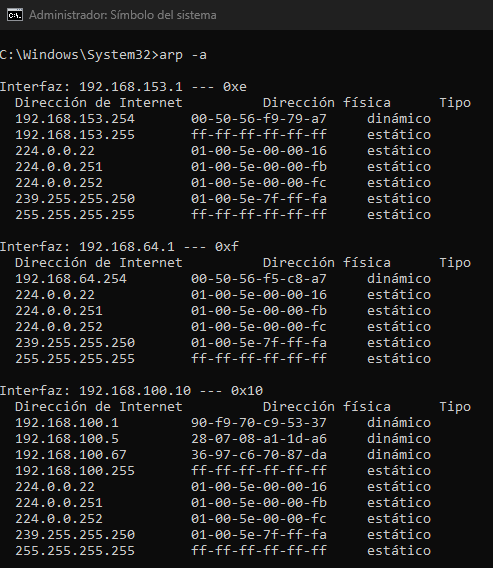 Administrador: Símbolo del sistema
C:\Windows\System32>arp -a
Interfaz: 192.168.153.1 --- 0xe
  Dirección de Internet          Dirección física      Tipo
  192.168.153.254       00-50-56-f9-79-a7     dinámico
  192.168.153.255       ff-ff-ff-ff-ff-ff     estático
  224.0.0.22            01-00-5e-00-00-16     estático
  224.0.0.251           01-00-5e-00-00-fb     estático
  224.0.0.252           01-00-5e-00-00-fc     estático
  239.255.255.250       01-00-5e-7f-ff-fa     estático
  255.255.255.255       ff-ff-ff-ff-ff-ff     estático
Interfaz: 192.168.64.1 --- 0xf
  Dirección de Internet          Dirección física      Tipo
  192.168.64.254        00-50-56-f5-c8-a7     dinámico
  224.0.0.22            01-00-5e-00-00-16     estático
  224.0.0.251           01-00-5e-00-00-fb     estático
  224.0.0.252           01-00-5e-00-00-fc     estático
  239.255.255.250       01-00-5e-7f-ff-fa     estático
  255.255.255.255       ff-ff-ff-ff-ff-ff     estático
Interfaz: 192.168.100.10 --- 0x10
  Dirección de Internet          Dirección física      Tipo
  192.168.100.1         90-f9-70-c9-53-37     dinámico
  192.168.100.5         28-07-08-a1-1d-a6     dinámico
  192.168.100.67        36-97-c6-70-87-da     dinámico
  192.168.100.255       ff-ff-ff-ff-ff-ff     estático
  224.0.0.22            01-00-5e-00-00-16     estático
  224.0.0.251           01-00-5e-00-00-fb     estático
  224.0.0.252           01-00-5e-00-00-fc     estático
  239.255.255.250       01-00-5e-7f-ff-fa     estático
  255.255.255.255       ff-ff-ff-ff-ff-ff     estático